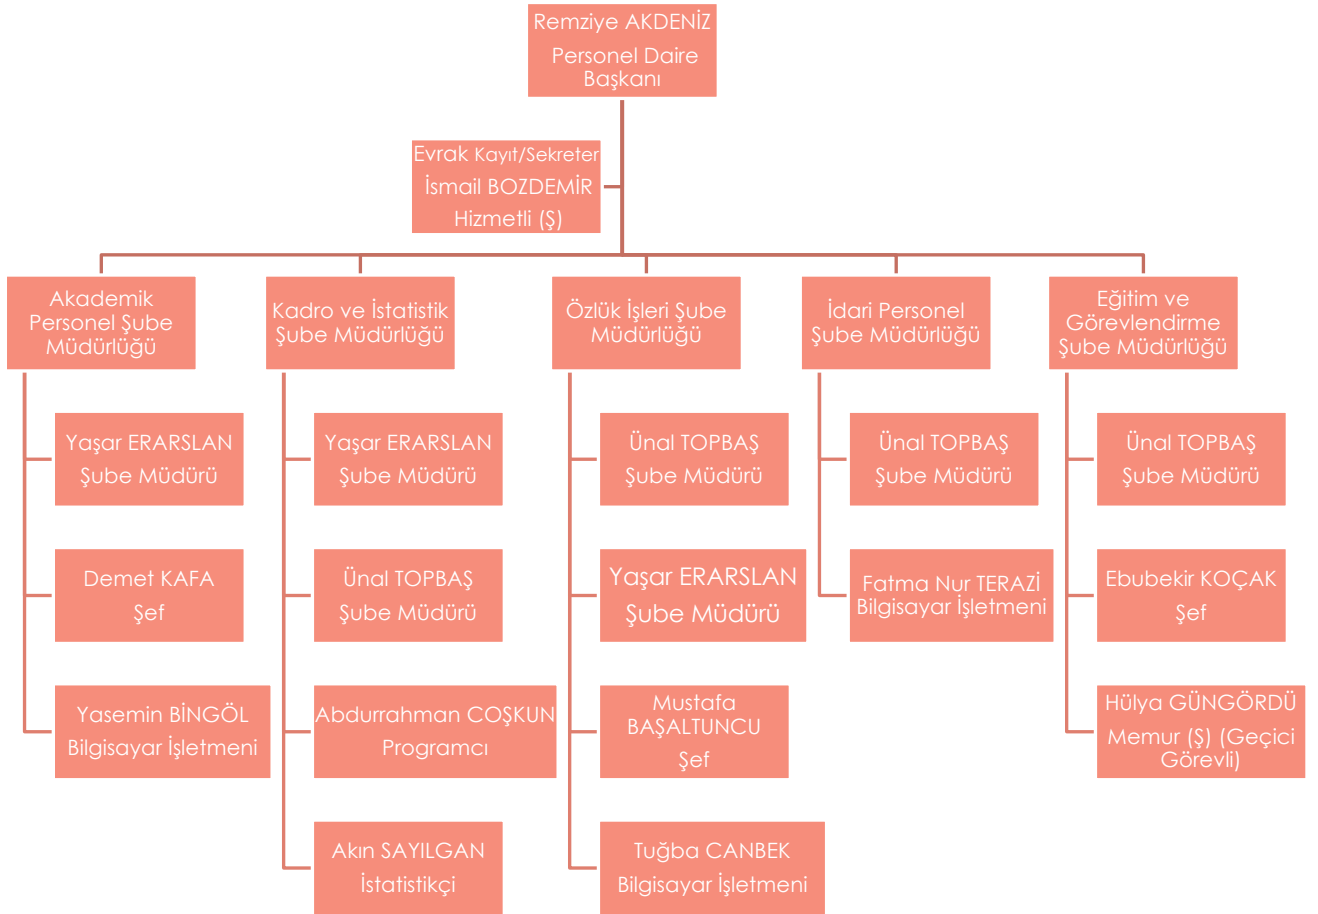 Remziye AKDENİZ
Personel Daire
Başkanı
Evrak Kayıt/Sekreter
İsmail BOZDEMİR
Hizmetli (Ş)
Akademik
Personel Şube
Müdürlüğü
Yaşar ERARSLAN
Şube Müdürü
Demet KAFA
Şef
Yasemin BİNGÖL
Bilgisayar İşletmeni
Kadro ve İstatistik
Şube Müdürlüğü
Yaşar ERARSLAN
Şube Müdürü
Ünal TOPBAŞ
Şube Müdürü
Abdurrahman COŞKUN
Programcı
Akın SAYILGAN
İstatistikçi
Özlük İşleri Şube
Müdürlüğü
Ünal TOPBAŞ
Şube Müdürü
Yaşar ERARSLAN
Şube Müdürü
Mustafa
BAŞALTUNCU
Şef
Tuğba CANBEK
Bilgisayar İşletmeni
İdari Personel
Şube Müdürlüğü
Ünal TOPBAŞ
Şube Müdürü
Fatma Nur TERAZİ
Bilgisayar İşletmeni
Eğitim ve
Görevlendirme
Şube Müdürlüğü
Ünal TOPBAŞ
Şube Müdürü
Ebubekir KOÇAK
Şef
Hülya GÜNGÖRDÜ
Memur (Ş) (Geçici
Görevli)